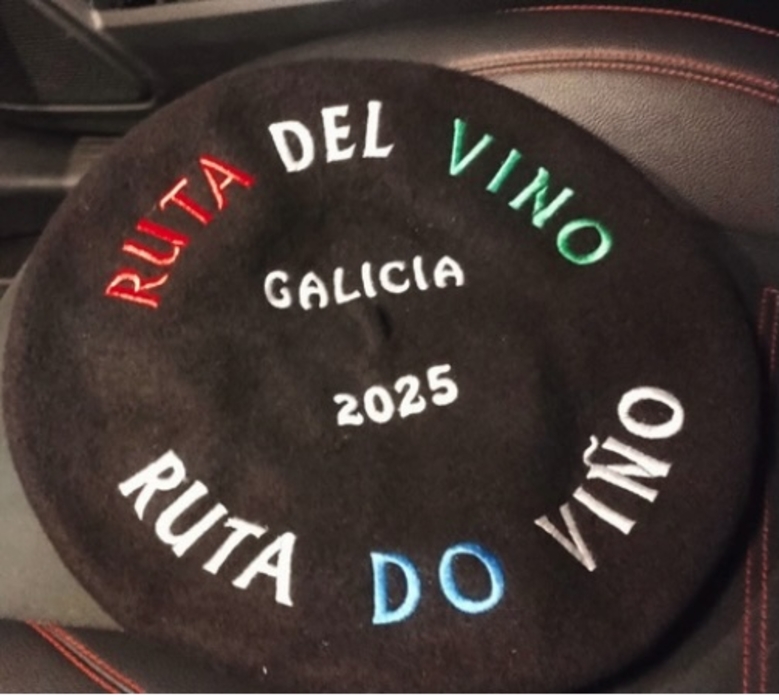 RUTA DEL VINO
GALICIA
2025
RUTA DO VIÑO